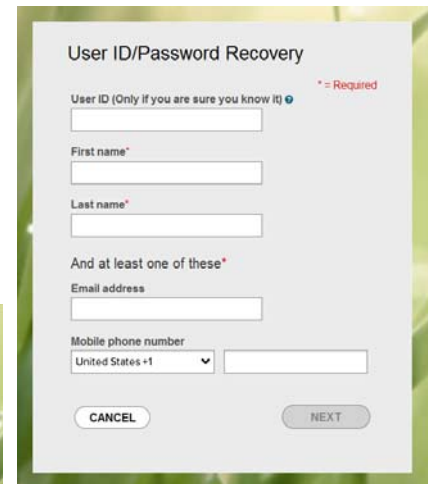 User ID/Password Recovery
* = Required
User ID (Only if you are sure you know it) ?
First name*
Last name*
And at least one of these*
Email address
Mobile phone number
United States +1
CANCEL NEXT